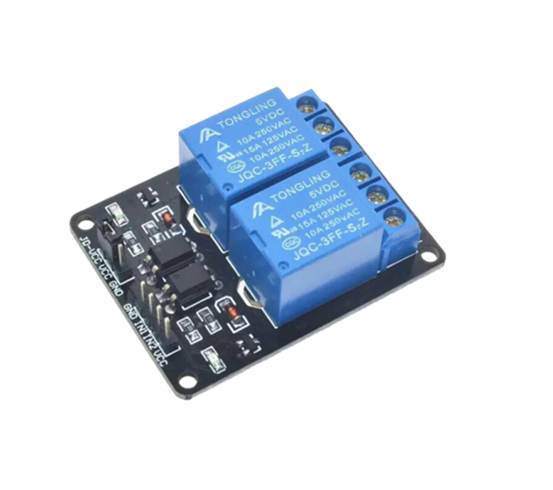 TONGLING
5VDC
10A 250VAC
15A 125VAC
10A 250VAC
JQC-3FF-S-Z
TONGLING
5VDC
10A 250VAC
15A 125VAC
10A 250VAC
JQC-3FF-S-Z
JD-VCC VCC GND
GND IN1 IN2 VCC